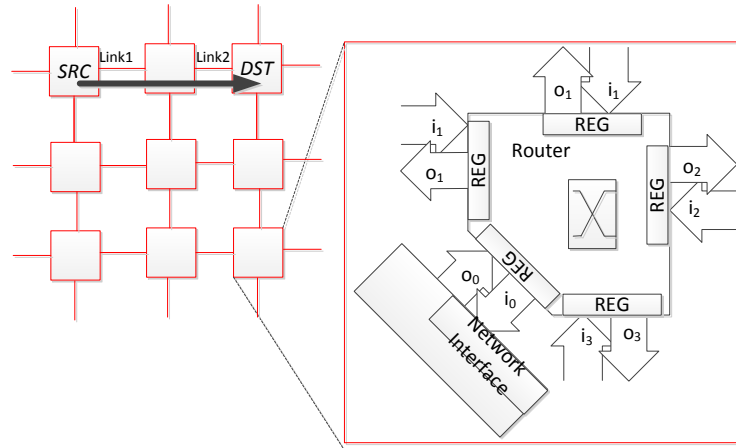 SRC Link1 Link2 DST
o1 i1
REG
i1
o1
REG
Router
REG
o2
i2
REG
o0
i0
REG
i3
o3
Network
Interface